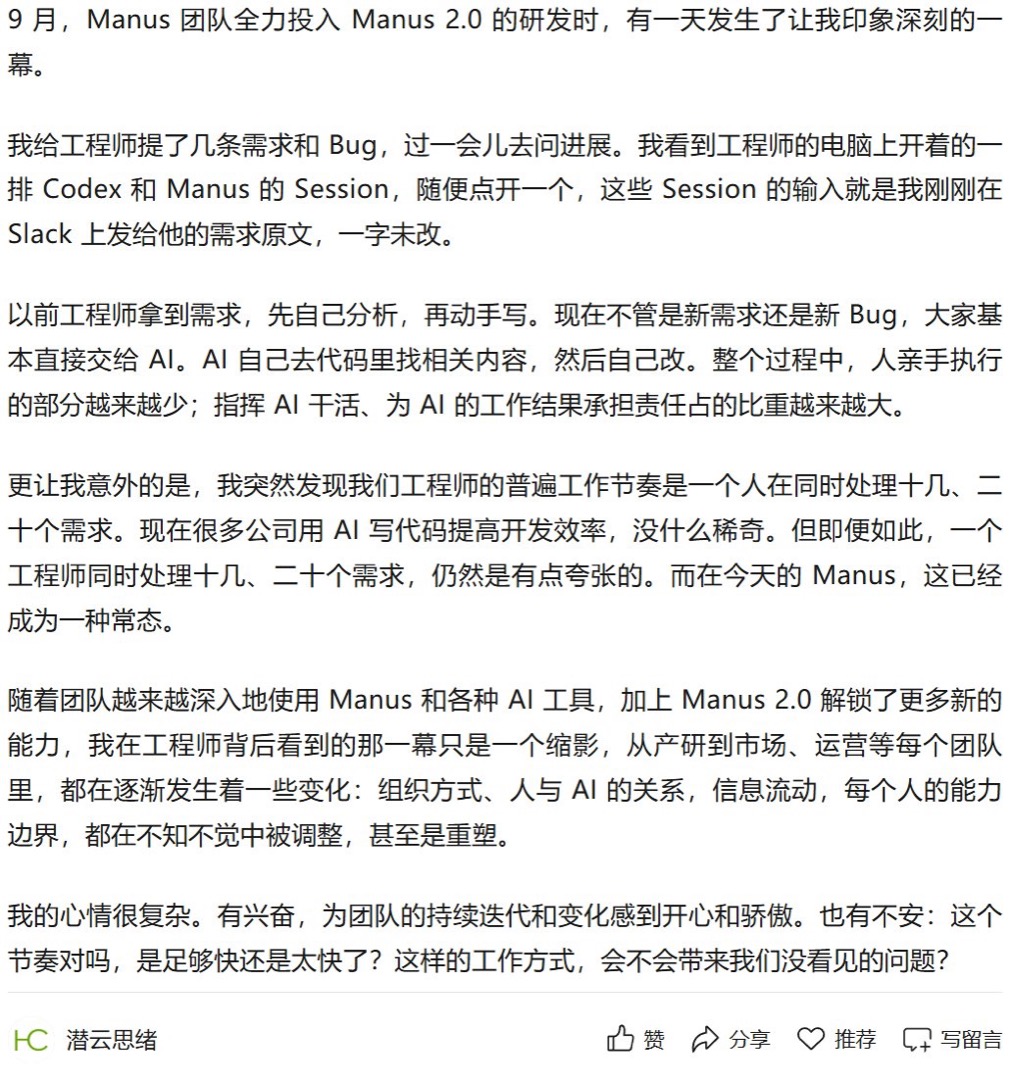 9 月，Manus 团队全力投入 Manus 2.0 的研发时，有一天发生了让我印象深刻的一
幕。
我给工程师提了几条需求和 Bug，过一会儿去问进展。我看到工程师的电脑上开着的一
排 Codex 和 Manus 的 Session，随便点开一个，这些 Session 的输入就是我刚刚在
Slack 上发给他的需求原文，一字未改。
以前工程师拿到需求，先自己分析，再动手写。现在不管是新需求还是新 Bug，大家基
本直接交给 AI。AI 自己去代码里找相关内容，然后自己改。整个过程中，人亲手执行
的部分越来越少；指挥 AI 干活、为 AI 的工作结果承担责任占的比重越来越大。
更让我意外的是，我突然发现我们工程师的普遍工作节奏是一个人在同时处理十几、二
十个需求。现在很多公司用 AI 写代码提高开发效率，没什么稀奇。但即便如此，一个
工程师同时处理十几、二十个需求，仍然是有点夸张的。而在今天的 Manus，这已经
成为一种常态。
随着团队越来越深入地使用 Manus 和各种 AI 工具，加上 Manus 2.0 解锁了更多新的
能力，我在工程师背后看到的那一幕只是一个缩影，从产研到市场、运营等每个团队
里，都在逐渐发生着一些变化：组织方式、人与 AI 的关系，信息流动，每个人的能力
边界，都在不知不觉中被调整，甚至是重塑。
我的心情很复杂。有兴奋，为团队的持续迭代和变化感到开心和骄傲。也有不安：这个
节奏对吗，是足够快还是太快了？这样的工作方式，会不会带来我们没看见的问题？
HC 潜云思绪 赞 分享 推荐 写留言